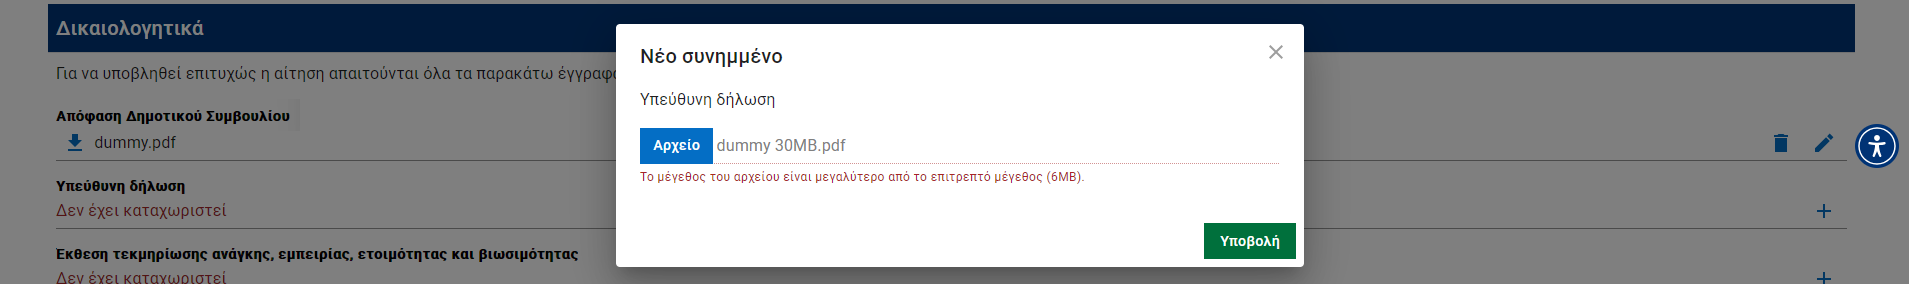 Δικαιολογητικά
Για να υποβληθεί επιτυχώς η αίτηση απαιτούνται όλα τα παρακάτω
Απόφαση Δημοτικού Συμβουλίου
dummy.pdf
Υπεύθυνη δήλωση
Δεν έχει καταχωριστεί
Έκθεση τεκμηρίωσης ανάγκης, εμπειρίας, ετοιμότητας και βιωσιμότητας
Δεν έχει καταχωριστεί
Νέο συνημμένο
Υπεύθυνη δήλωση
Αρχείο dummy 30MB.pdf
Το μέγεθος του αρχείου είναι μεγαλύτερο από το επιτρεπτό μέγεθος (6MB).
Υποβολή